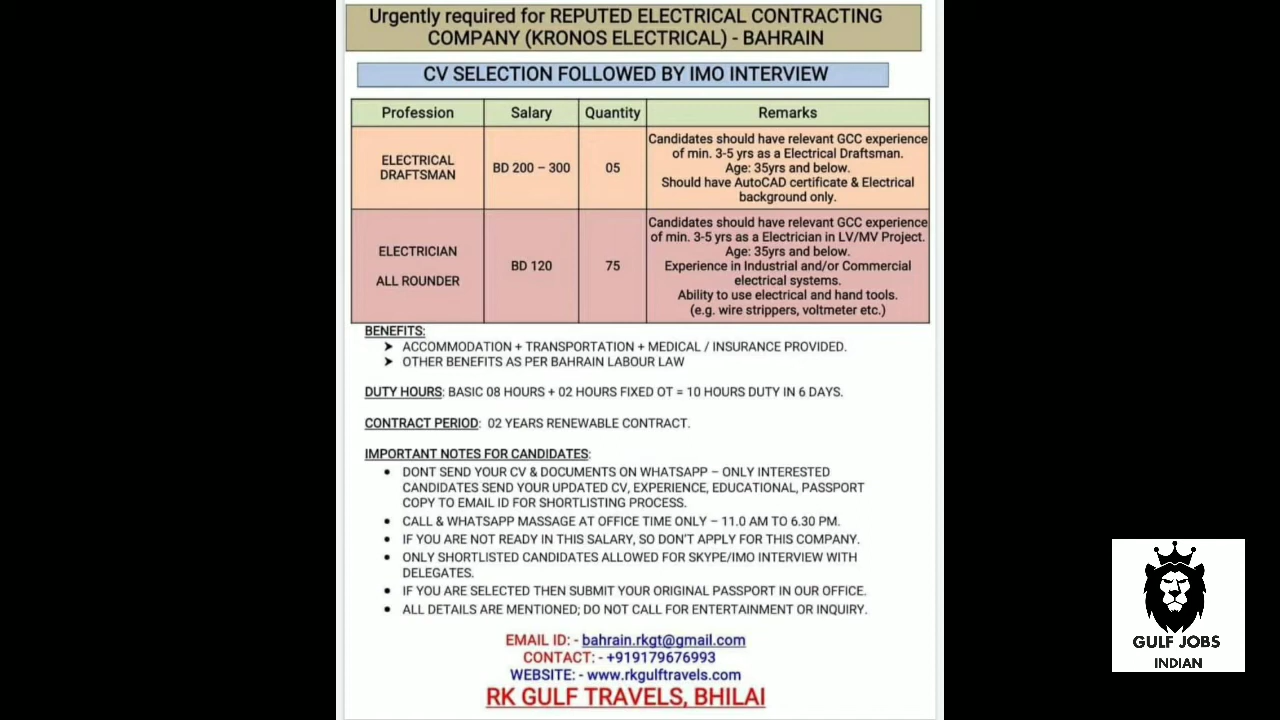 Urgently required for REPUTED ELECTRICAL CONTRACTING
COMPANY (KRONOS ELECTRICAL) - BAHRAIN
CV SELECTION FOLLOWED BY IMO INTERVIEW
Profession Salary Quantity Remarks
ELECTRICAL
DRAFTSMAN
BD 200 – 300
05
Candidates should have relevant GCC experience
of min. 3-5 yrs as a Electrical Draftsman.
Age: 35yrs and below.
Should have AutoCAD certificate & Electrical
background only.
ELECTRICIAN
ALL ROUNDER
BD 120
75
Candidates should have relevant GCC experience
of min. 3-5 yrs as a Electrician in LV/MV Project.
Age: 35yrs and below.
Experience in Industrial and/or Commercial
electrical systems.
Ability to use electrical and hand tools.
(e.g. wire strippers, voltmeter etc.)
BENEFITS:
➤ ACCOMMODATION + TRANSPORTATION + MEDICAL / INSURANCE PROVIDED.
➤ OTHER BENEFITS AS PER BAHRAIN LABOUR LAW
DUTY HOURS: BASIC 08 HOURS + 02 HOURS FIXED OT = 10 HOURS DUTY IN 6 DAYS.
CONTRACT PERIOD: 02 YEARS RENEWABLE CONTRACT.
IMPORTANT NOTES FOR CANDIDATES:
• DONT SEND YOUR CV & DOCUMENTS ON WHATSAPP – ONLY INTERESTED
CANDIDATES SEND YOUR UPDATED CV, EXPERIENCE, EDUCATIONAL, PASSPORT
COPY TO EMAIL ID FOR SHORTLISTING PROCESS.
• CALL & WHATSAPP MASSAGE AT OFFICE TIME ONLY – 11.0 AM TO 6.30 PM.
• IF YOU ARE NOT READY IN THIS SALARY, SO DON'T APPLY FOR THIS COMPANY.
• ONLY SHORTLISTED CANDIDATES ALLOWED FOR SKYPE/IMO INTERVIEW WITH
DELEGATES.
• IF YOU ARE SELECTED THEN SUBMIT YOUR ORIGINAL PASSPORT IN OUR OFFICE.
• ALL DETAILS ARE MENTIONED; DO NOT CALL FOR ENTERTAINMENT OR INQUIRY.
EMAIL ID: - bahrain.rkgt@gmail.com
CONTACT: - +919179676993
WEBSITE: - www.rkgulftravels.com
RK GULF TRAVELS, BHILAI
GULF JOBS
INDIAN